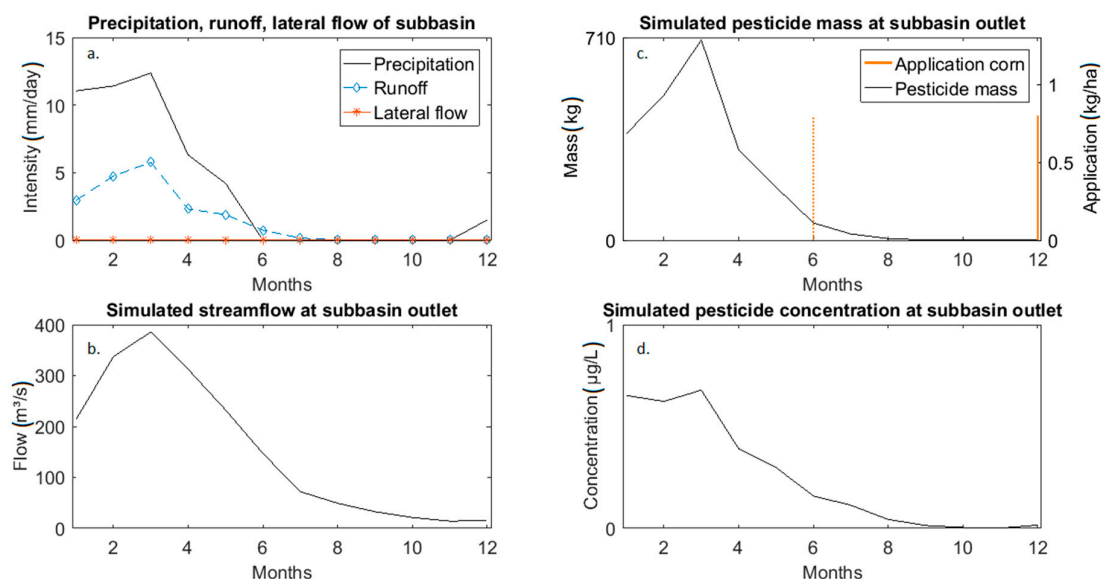 Precipitation, runoff, lateral flow of subbasin
a.
Precipitation
Runoff
Lateral flow
15
10
5
0
Intensity (mm/day)
2 4 6 8 10 12
Months
Simulated pesticide mass at subbasin outlet
c.
Application corn
Pesticide mass
710
0
Mass (kg)
1
0.5
0
Application (kg/ha)
2 4 6 8 10 12
Months
Simulated streamflow at subbasin outlet
b.
400
300
200
100
0
Flow (m³/s)
2 4 6 8 10 12
Months
Simulated pesticide concentration at subbasin outlet
d.
1
0
Concentration (µg/L)
2 4 6 8 10 12
Months